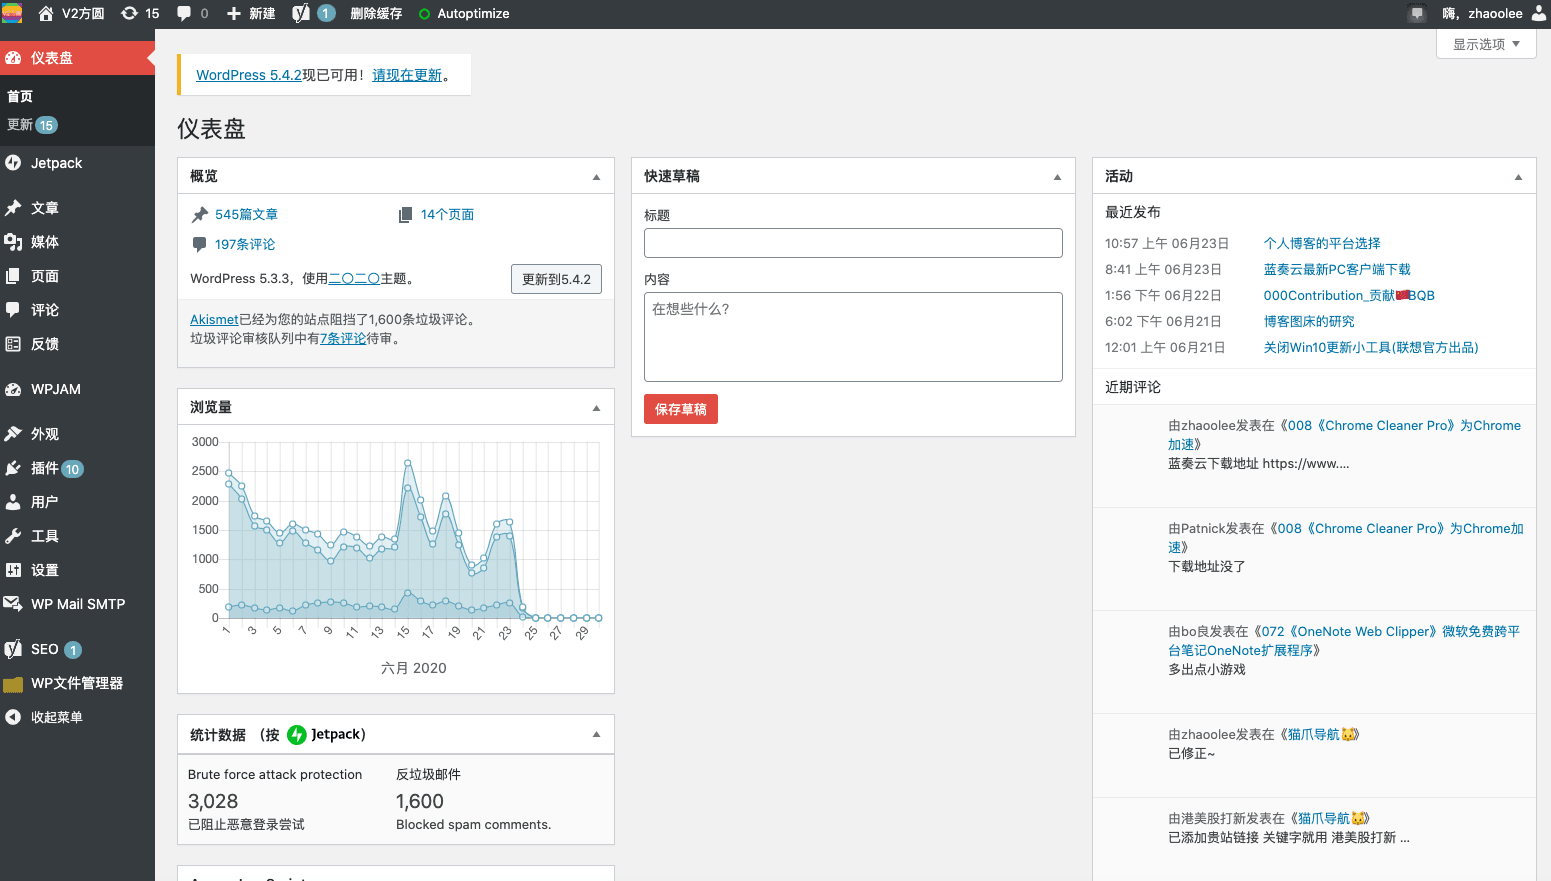 V2方圆 15 0 新建 1 删除缓存 Autoptimize 嗨，zhaoolee
显示选项
仪表盘
首页
更新 15
Jetpack
文章
媒体
页面
评论
反馈
WPJAM
外观
插件 10
用户
工具
设置
WP Mail SMTP
SEO 1
WP文件管理器
收起菜单
WordPress 5.4.2现已可用！请现在更新。
仪表盘
概览
545篇文章 14个页面
197条评论
WordPress 5.3.3，使用二〇二〇主题。 更新到5.4.2
Akismet已经为您的站点阻挡了1,600条垃圾评论。
垃圾评论审核队列中有7条评论待审。
浏览量
3000
2500
2000
1500
1000
500
0
1 3 5 7 9 11 13 15 17 19 21 23 25 27 29
六月 2020
统计数据 （按 Jetpack）
Brute force attack protection 反垃圾邮件
3,028 1,600
已阻止恶意登录尝试 Blocked spam comments.
快速草稿
标题
内容
在想些什么？
保存草稿
活动
最近发布
10:57 上午 06月23日 个人博客的平台选择
8:41 上午 06月23日 蓝奏云最新PC客户端下载
1:56 下午 06月22日 000Contribution_贡献🧧BQB
6:02 下午 06月21日 博客图床的研究
12:01 上午 06月21日 关闭Win10更新小工具(联想官方出品)
近期评论
由zhaoolee发表在《008《Chrome Cleaner Pro》为Chrome
加速》
蓝奏云下载地址 https://www....
由Patnick发表在《008《Chrome Cleaner Pro》为Chrome加
速》
下载地址没了
由bo良发表在《072《OneNote Web Clipper》微软免费跨平
台笔记OneNote扩展程序》
多出点小游戏
由zhaoolee发表在《猫爪导航🐱》
已修正~
由港美股打新发表在《猫爪导航🐱》
已添加贵站链接 关键字就用 港美股打新 ...